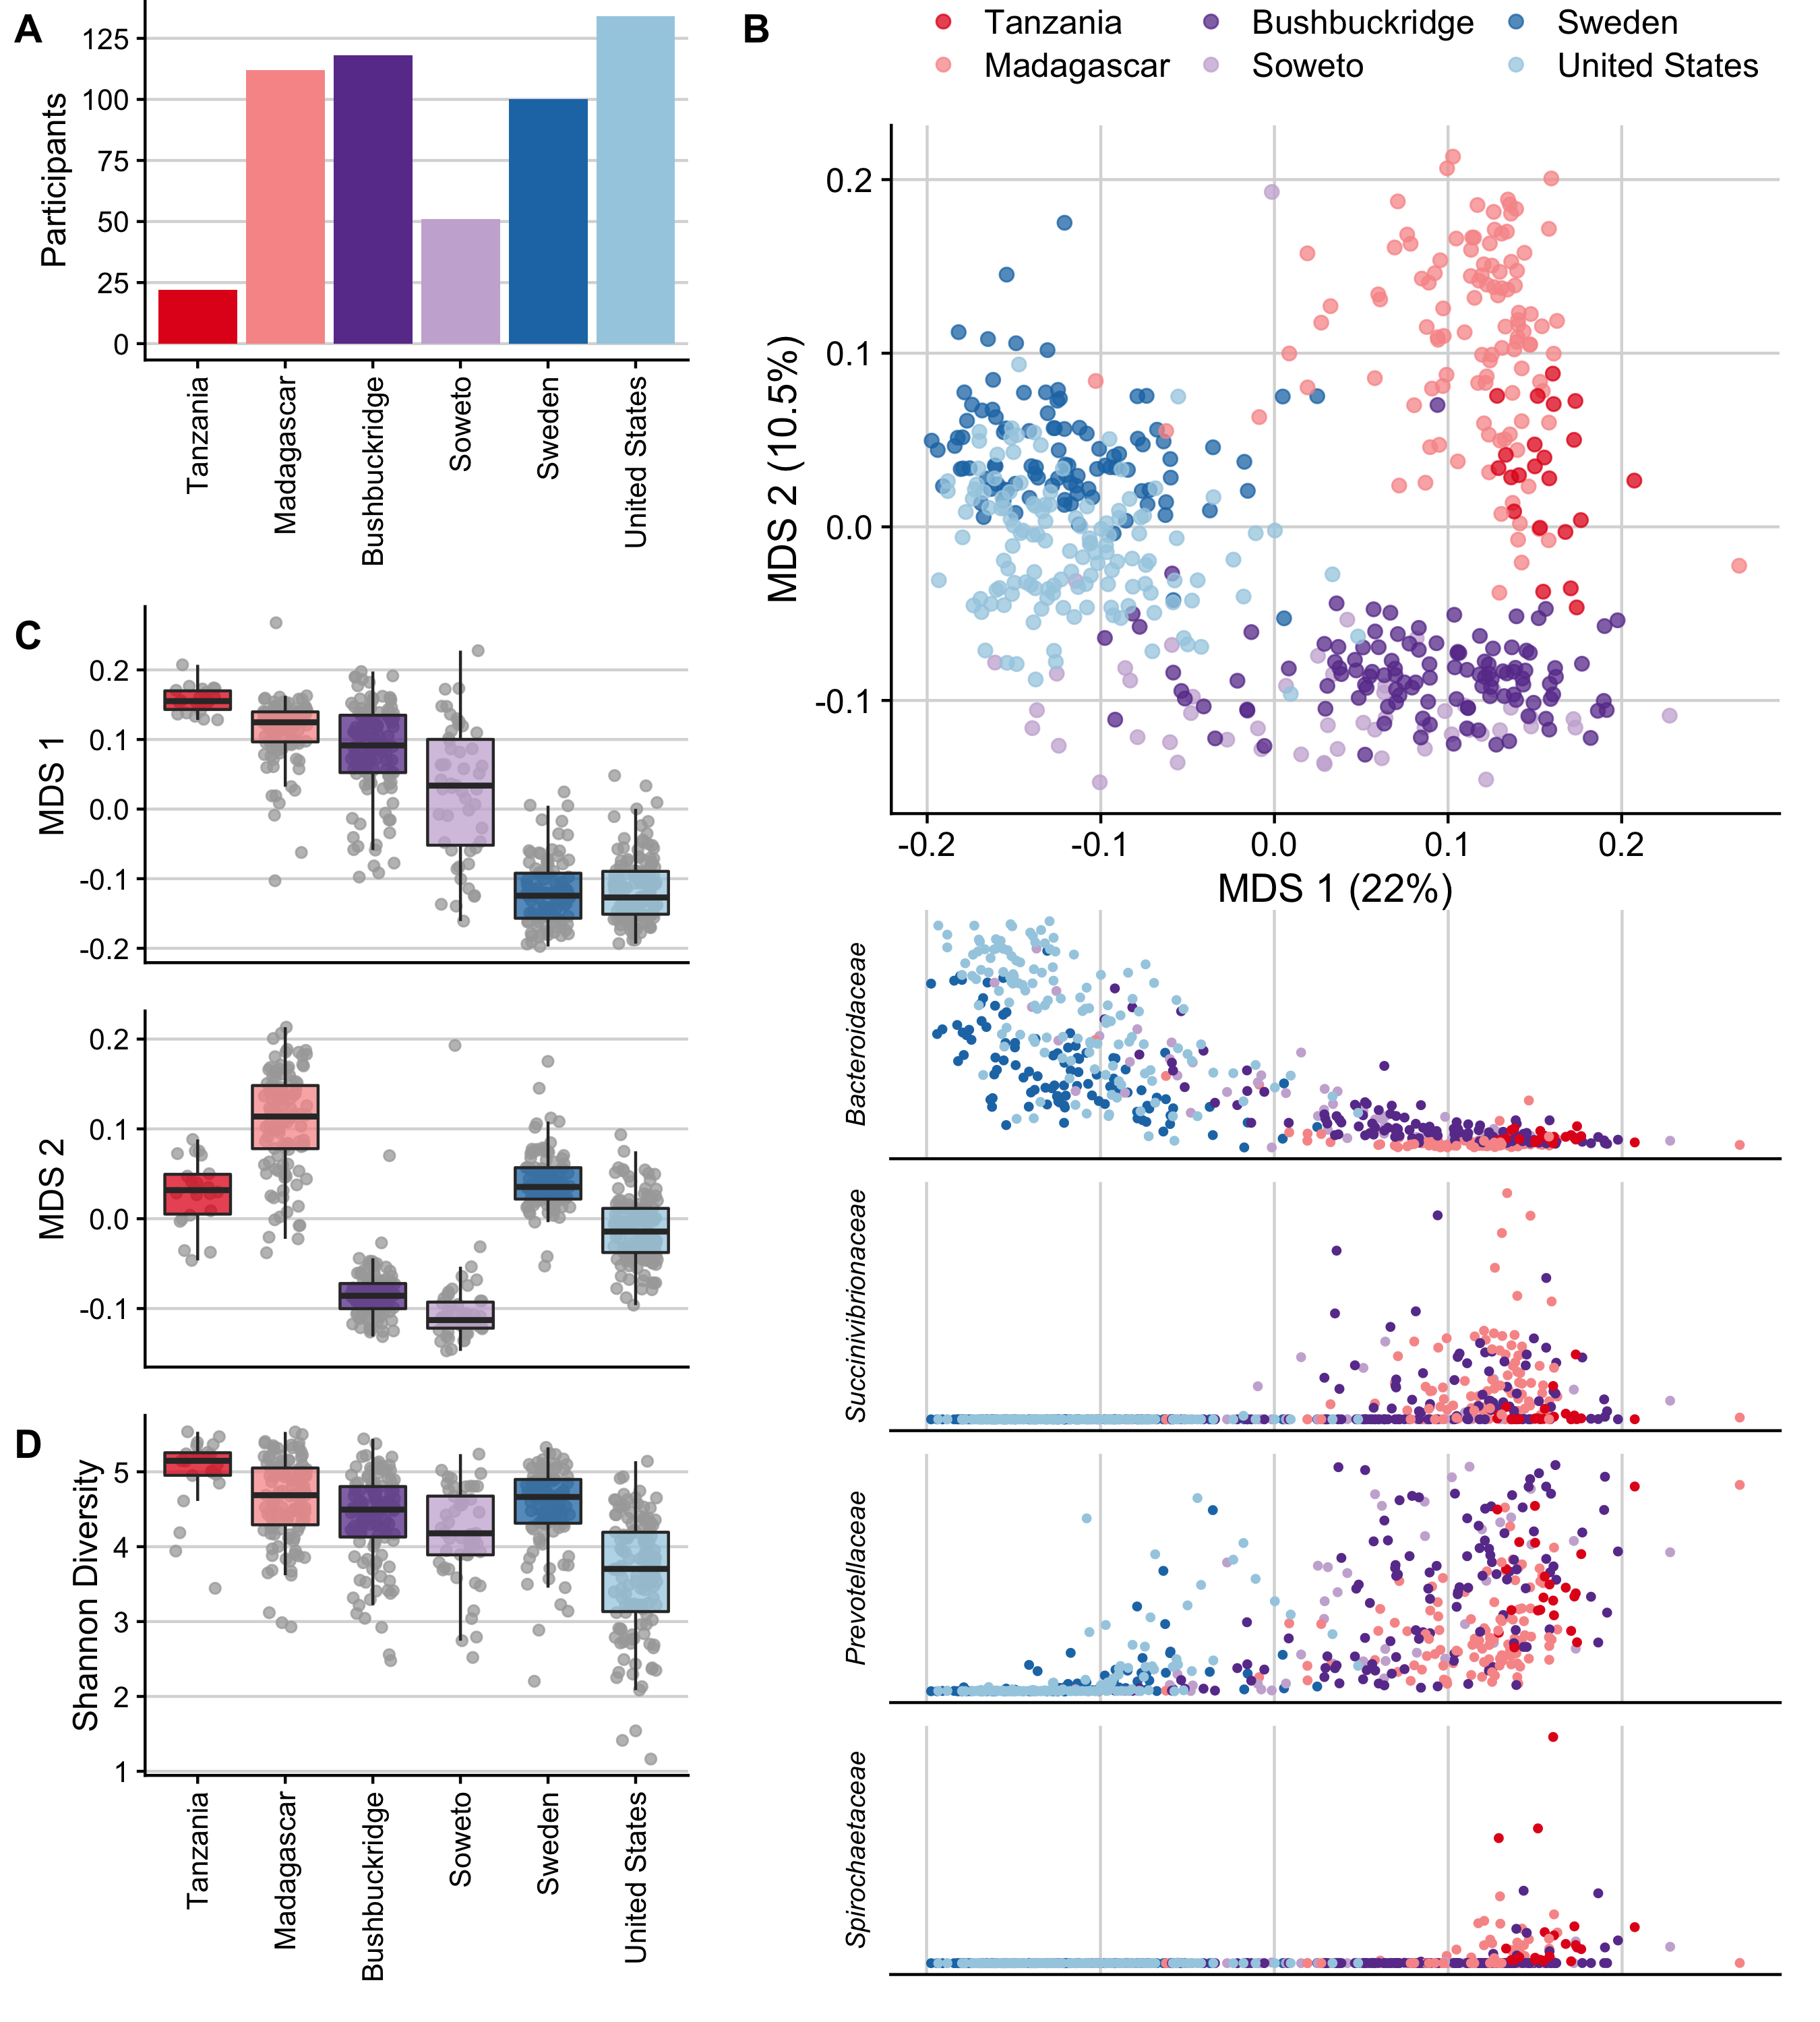 A
Participants
125
100
75
50
25
0
Tanzania
Madagascar
Bushbuckridge
Soweto
Sweden
United States
B
Tanzania
Bushbuckridge
Sweden
Madagascar
Soweto
United States
MDS 2 (10.5%)
0.2
0.1
0.0
-0.1
-0.2
-0.1
0.0
0.1
0.2
MDS 1 (22%)
Bacteroidaceae
Succinivibrionaceae
Prevotellaceae
Spirochaetaceae
C
MDS 1
0.2
0.1
0.0
-0.1
-0.2
MDS 2
0.2
0.1
0.0
-0.1
D
Shannon Diversity
5
4
3
2
1
Tanzania
Madagascar
Bushbuckridge
Soweto
Sweden
United States